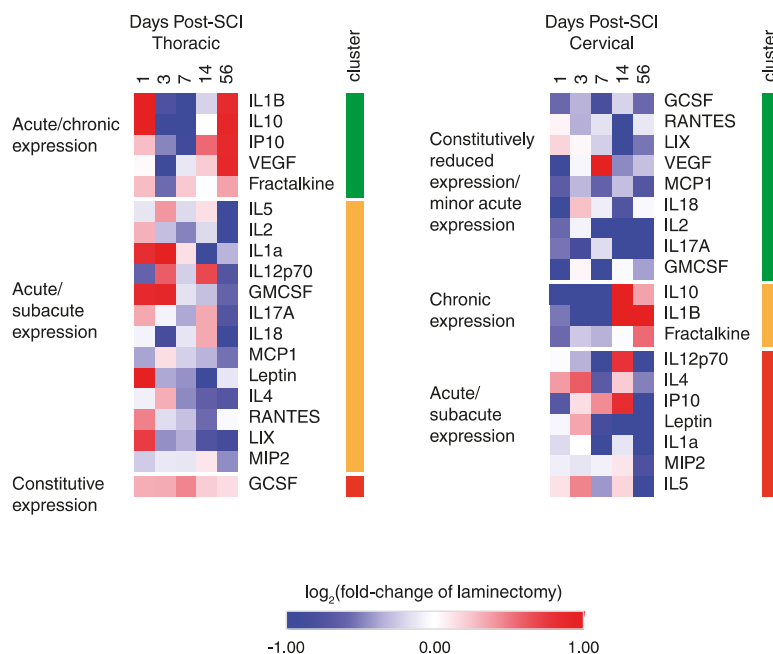 Days Post-SCI
Thoracic
1 3 7 14 56
cluster
Acute/chronic
expression
IL1B
IL10
IP10
VEGF
Fractalkine
Acute/
subacute
expression
IL5
IL2
IL1a
IL12p70
GMCSF
IL17A
IL18
MCP1
Leptin
IL4
RANTES
LIX
MIP2
Constitutive
expression
GCSF
Days Post-SCI
Cervical
1 3 7 14 56
cluster
Constitutively
reduced
expression/
minor acute
expression
GCSF
RANTES
LIX
VEGF
MCP1
IL18
IL2
IL17A
GMCSF
Chronic
expression
IL10
IL1B
Fractalkine
Acute/
subacute
expression
IL12p70
IL4
IP10
Leptin
IL1a
MIP2
IL5
log2(fold-change of laminectomy)
-1.00 0.00 1.00